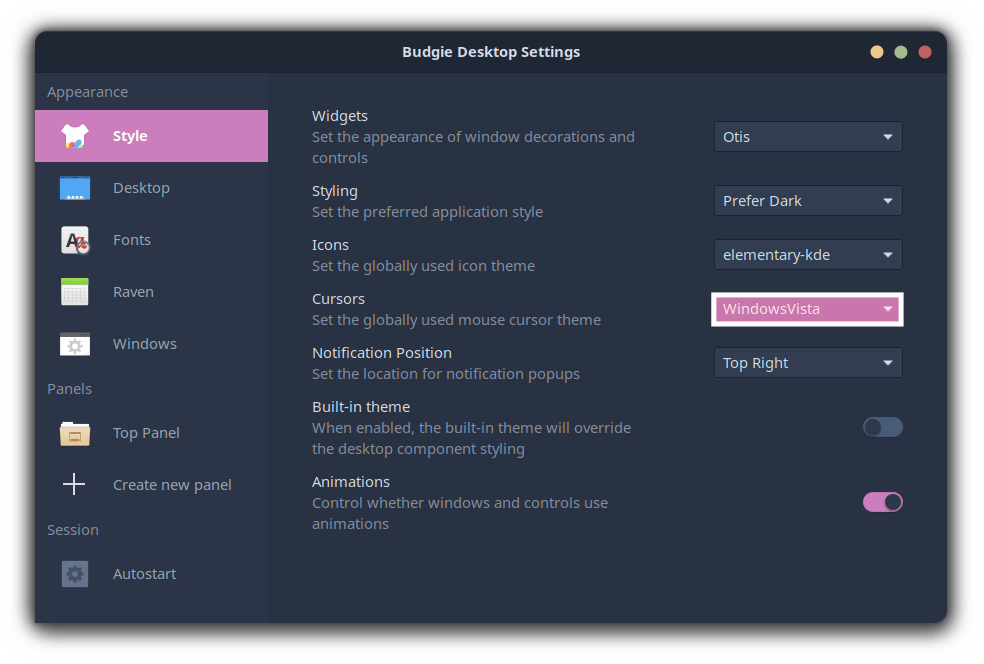 Budgie Desktop Settings
Appearance
Style
Desktop
Fonts
Raven
Windows
Panels
Top Panel
Create new panel
Session
Autostart
Widgets
Set the appearance of window decorations and
controls
Otis
Styling
Set the preferred application style
Prefer Dark
Icons
Set the globally used icon theme
elementary-kde
Cursors
Set the globally used mouse cursor theme
WindowsVista
Notification Position
Set the location for notification popups
Top Right
Built-in theme
When enabled, the built-in theme will override
the desktop component styling
Animations
Control whether windows and controls use
animations